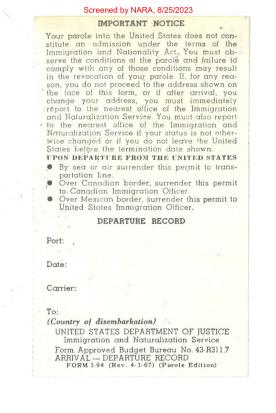 Screened by NARA, 8/25/2023
IMPORTANT NOTICE
Your parole into the United States does not con-
stitute an admission under the terms of the
Immigration and Nationality Act. You must ob-
serve the conditions of the parole and failure to
comply with any of those conditions may result
in the revocation of your parole. If, for any rea-
son, you do not proceed to the address shown on
the face of this form, or if after arrival, you
change your address, you must immediately
report to the nearest office of the Immigration
and Naturalization Service. You must also report
to the nearest office of the Immigration and
Naturalization Service if your status is not other-
wise changed or if you do not leave the United
States before the termination date shown.
UPON DEPARTURE FROM THE UNITED STATES
● By sea or air surrender this permit to trans-
portation line.
● Over Canadian border, surrender this permit
to Canadian Immigration Officer.
● Over Mexican border, surrender this permit to
United States Immigration Officer.
DEPARTURE RECORD
Port:
Date:
Carrier:
To:
(Country of disembarkation)
UNITED STATES DEPARTMENT OF JUSTICE
Immigration and Naturalization Service
Form Approved Budget Bureau No. 43-R311.7
ARRIVAL — DEPARTURE RECORD
FORM I-94 (Rev. 4-1-67) (Parole Edition)